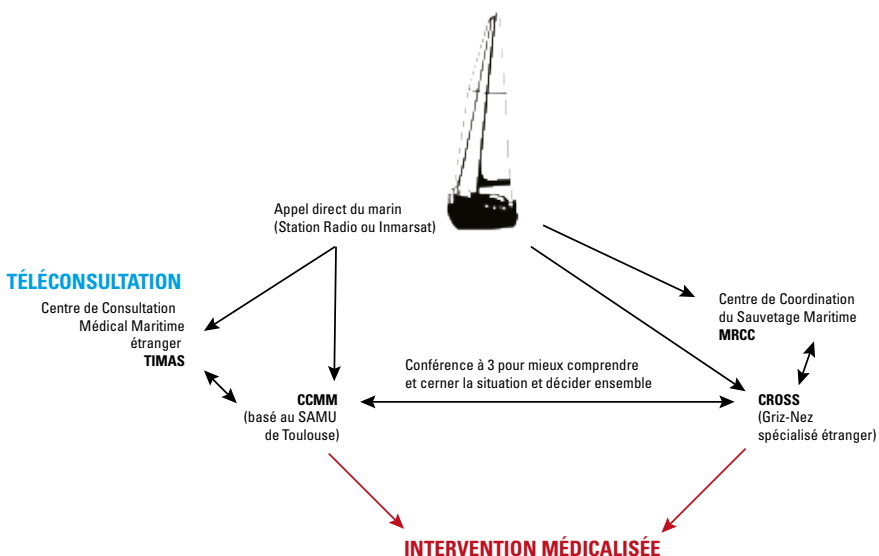 Appel direct du marin
(Station Radio ou Inmarsat)
TÉLÉCONSULTATION
Centre de Consultation
Médical Maritime
étranger
TIMAS
Centre de Coordination
du Sauvetage Maritime
MRCC
Conférence à 3 pour mieux comprendre
et cerner la situation et décider ensemble
CCMM
(basé au SAMU
de Toulouse)
CROSS
(Griz-Nez
spécialisé étranger)
INTERVENTION MÉDICALISÉE